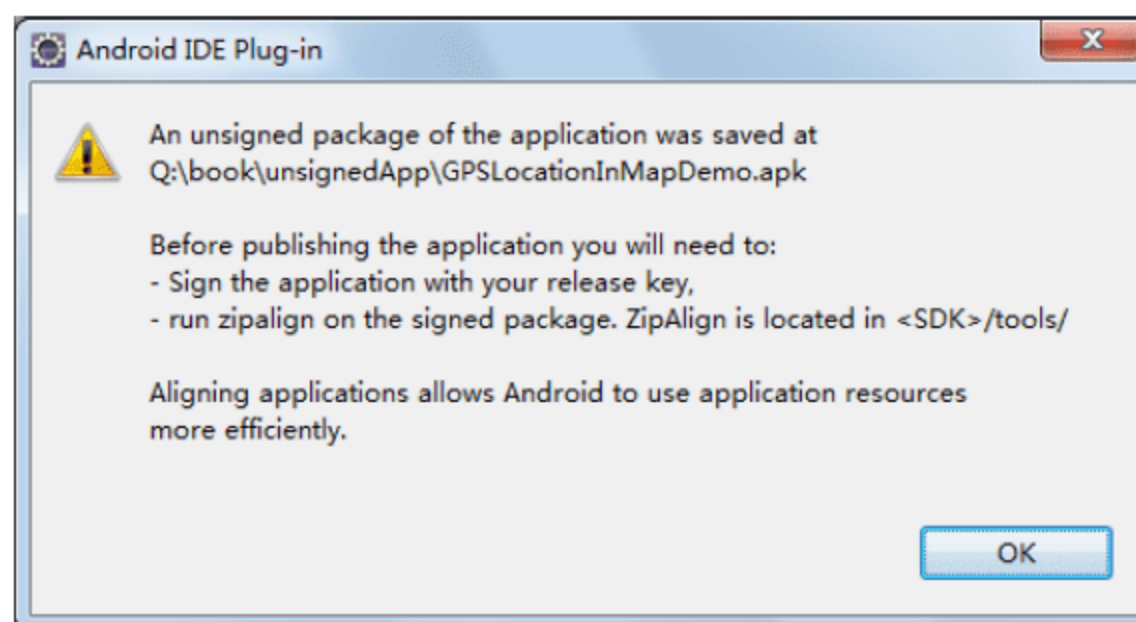 Android IDE Plug-in
An unsigned package of the application was saved at
Q:\book\unsignedApp\GPSLocationInMapDemo.apk
Before publishing the application you will need to:
- Sign the application with your release key,
- run zipalign on the signed package. ZipAlign is located in <SDK>/tools/
Aligning applications allows Android to use application resources
more efficiently.
OK